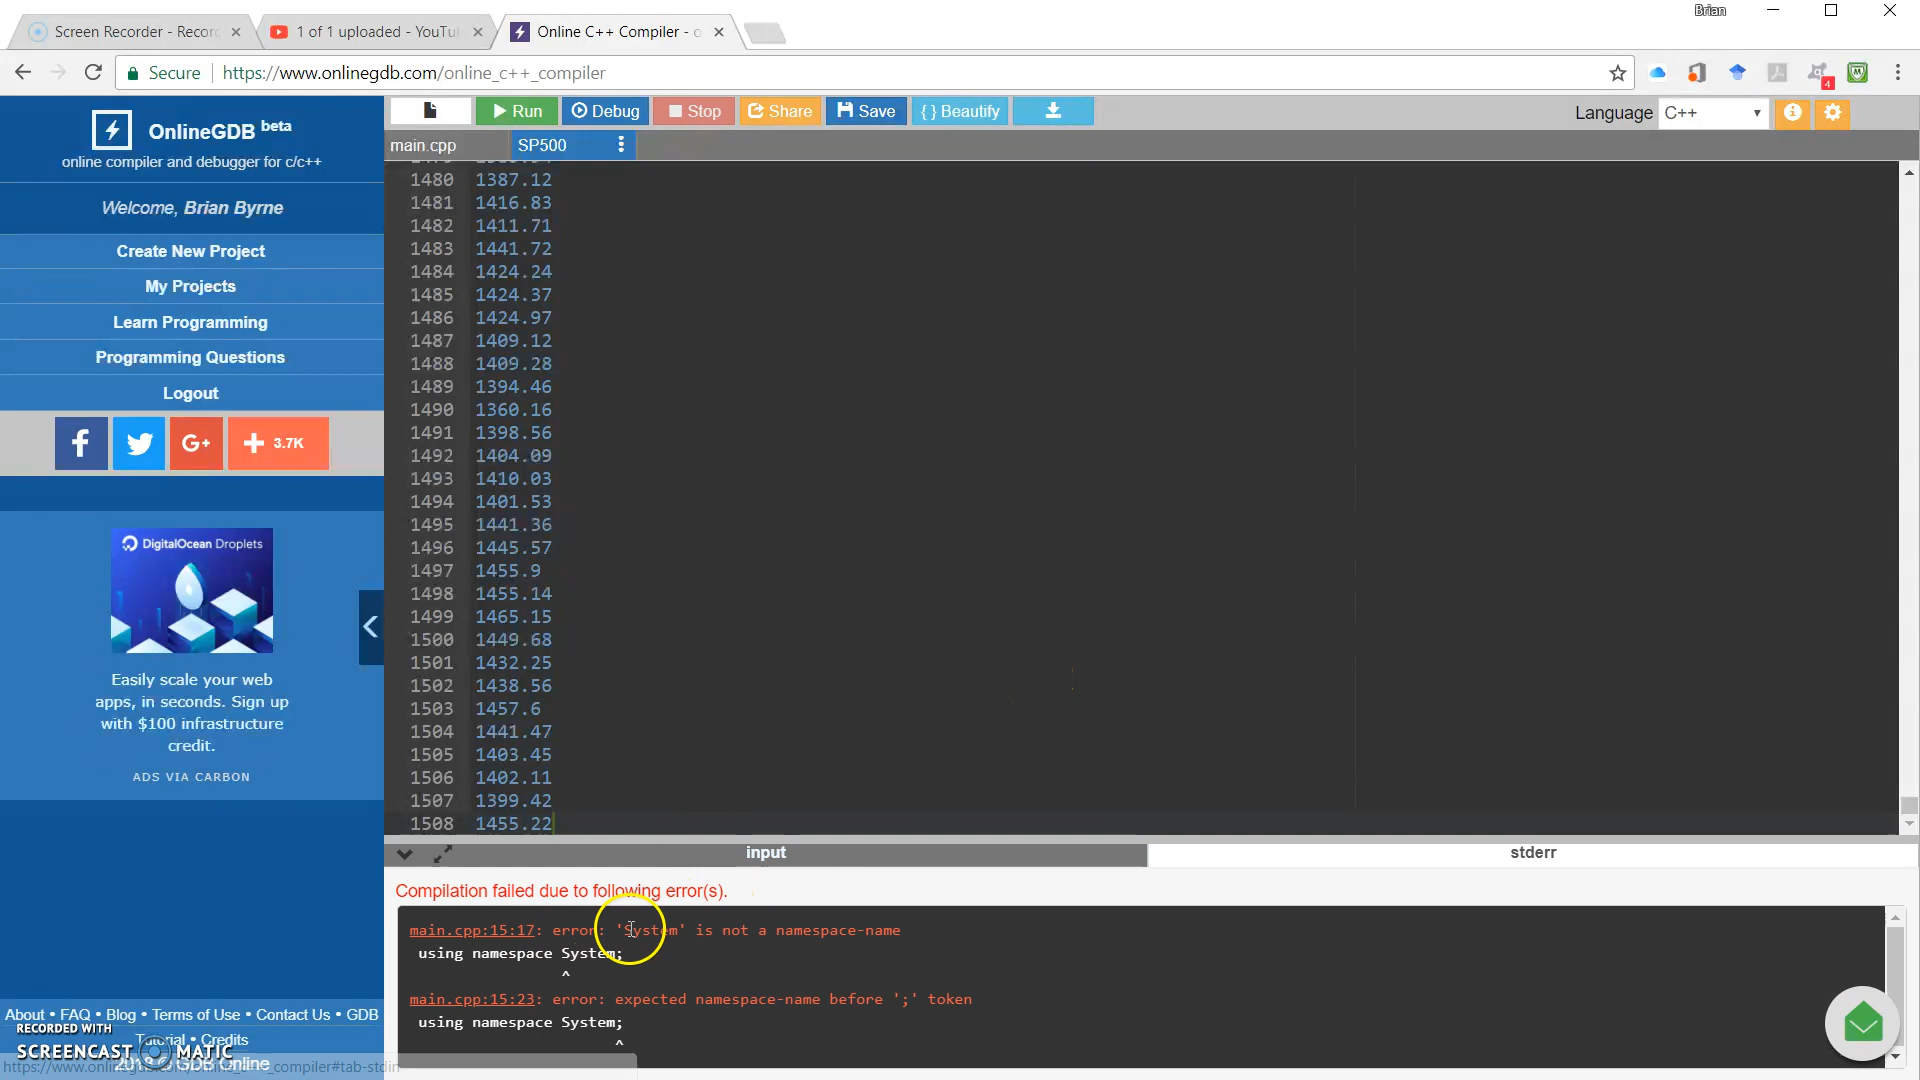 Brian
Screen Recorder - Reco
1 of 1 uploaded - YouTu
Online C++ Compiler - o
Secure
https://www.onlinegdb.com/online_c++_compiler
4
OnlineGDB beta
online compiler and debugger for c/c++
Welcome, Brian Byrne
Create New Project
My Projects
Learn Programming
Programming Questions
Logout
3.7K
DigitalOcean Droplets
Easily scale your web
apps, in seconds. Sign up
with $100 infrastructure
credit.
ADS VIA CARBON
About • FAQ • Blog • Terms of Use • Contact Us • GDB
Tutorial • Credits
GDB Online
RECORDED WITH
SCREENCAST MATIC
Run
Debug
Stop
Share
Save
{ } Beautify
Language
C++
main.cpp
SP500
1480 1387.12
1481 1416.83
1482 1411.71
1483 1441.72
1484 1424.24
1485 1424.37
1486 1424.97
1487 1409.12
1488 1409.28
1489 1394.46
1490 1360.16
1491 1398.56
1492 1404.09
1493 1410.03
1494 1401.53
1495 1441.36
1496 1445.57
1497 1455.9
1498 1455.14
1499 1465.15
1500 1449.68
1501 1432.25
1502 1438.56
1503 1457.6
1504 1441.47
1505 1403.45
1506 1402.11
1507 1399.42
1508 1455.22
input
stderr
Compilation failed due to following error(s).
main.cpp:15:17: error: 'System' is not a namespace-name
using namespace System;
^
main.cpp:15:23: error: expected namespace-name before ';' token
using namespace System;
^